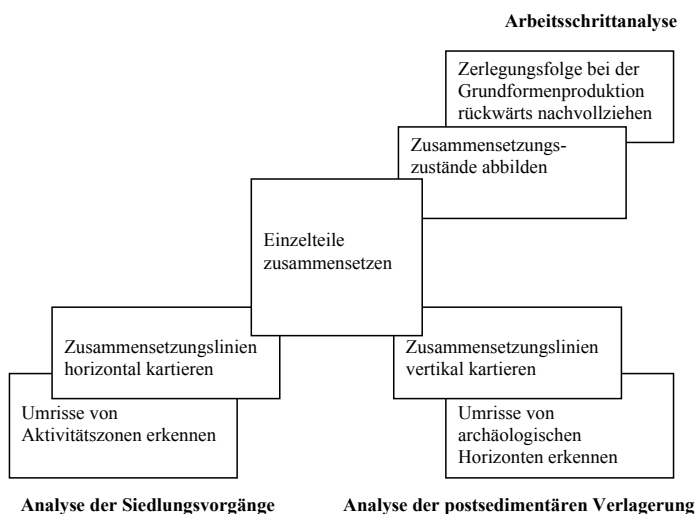 Arbeitsschrittanalyse
Zerlegungsfolge bei der
Grundformenproduktion
rückwärts nachvollziehen
Zusammensetzungs-
zustände abbilden
Einzelteile
zusammensetzen
Zusammensetzungslinien
horizontal kartieren
Umrisse von
Aktivitätszonen erkennen
Zusammensetzungslinien
vertikal kartieren
Umrisse von
archäologischen
Horizonten erkennen
Analyse der Siedlungsvorgänge
Analyse der postsedimentären Verlagerung